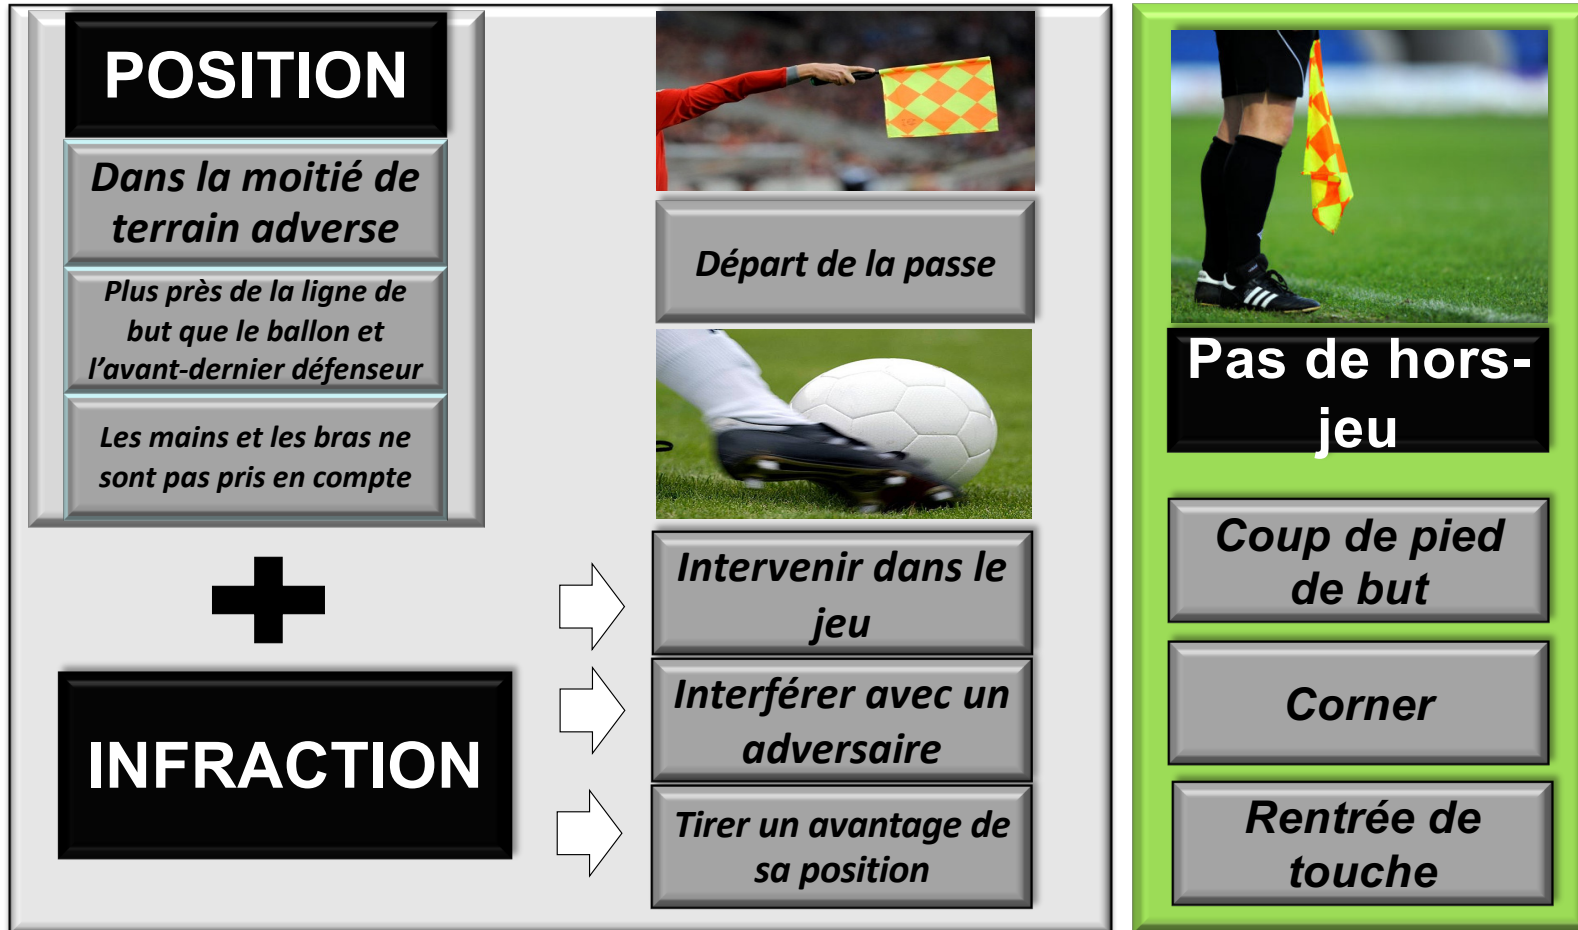 POSITION
Dans la moitié de
terrain adverse
Plus près de la ligne de
but que le ballon et
l’avant-dernier défenseur
Les mains et les bras ne
sont pas pris en compte
INFRACTION
Départ de la passe
Intervenir dans le
jeu
Interférer avec un
adversaire
Tirer un avantage de
sa position
Pas de hors-
jeu
Coup de pied
de but
Corner
Rentrée de
touche